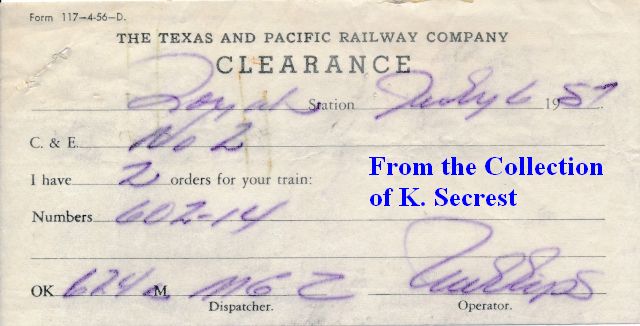 Form 117—4-56—D.
THE TEXAS AND PACIFIC RAILWAY COMPANY
CLEARANCE
Station July 6 1957.
C. & E. No 2
I have 2 orders for your train:
From the Collection
of K. Secrest
Numbers 602-14
OK 624a M M G C
Dispatcher. Operator.